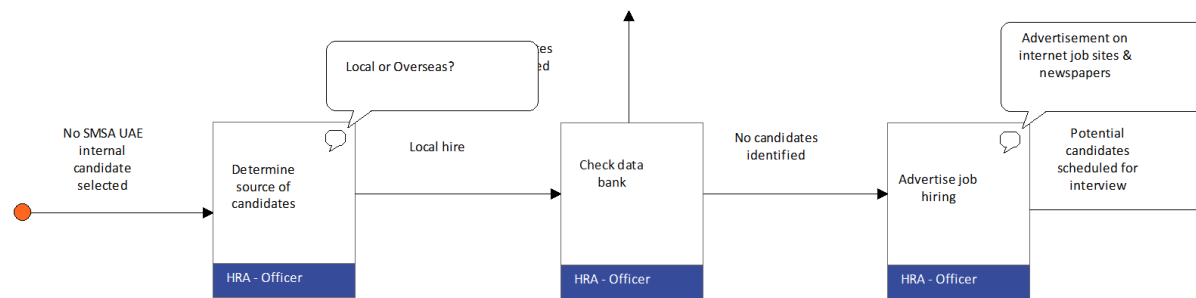 No SMSA UAE
internal
candidate
selected
Local or Overseas?
Determine
source of
candidates
HRA - Officer
Local hire
Check data
bank
HRA - Officer
No candidates
identified
Advertisement on
internet job sites &
newspapers
Advertise job
hiring
HRA - Officer
Potential
candidates
scheduled for
interview